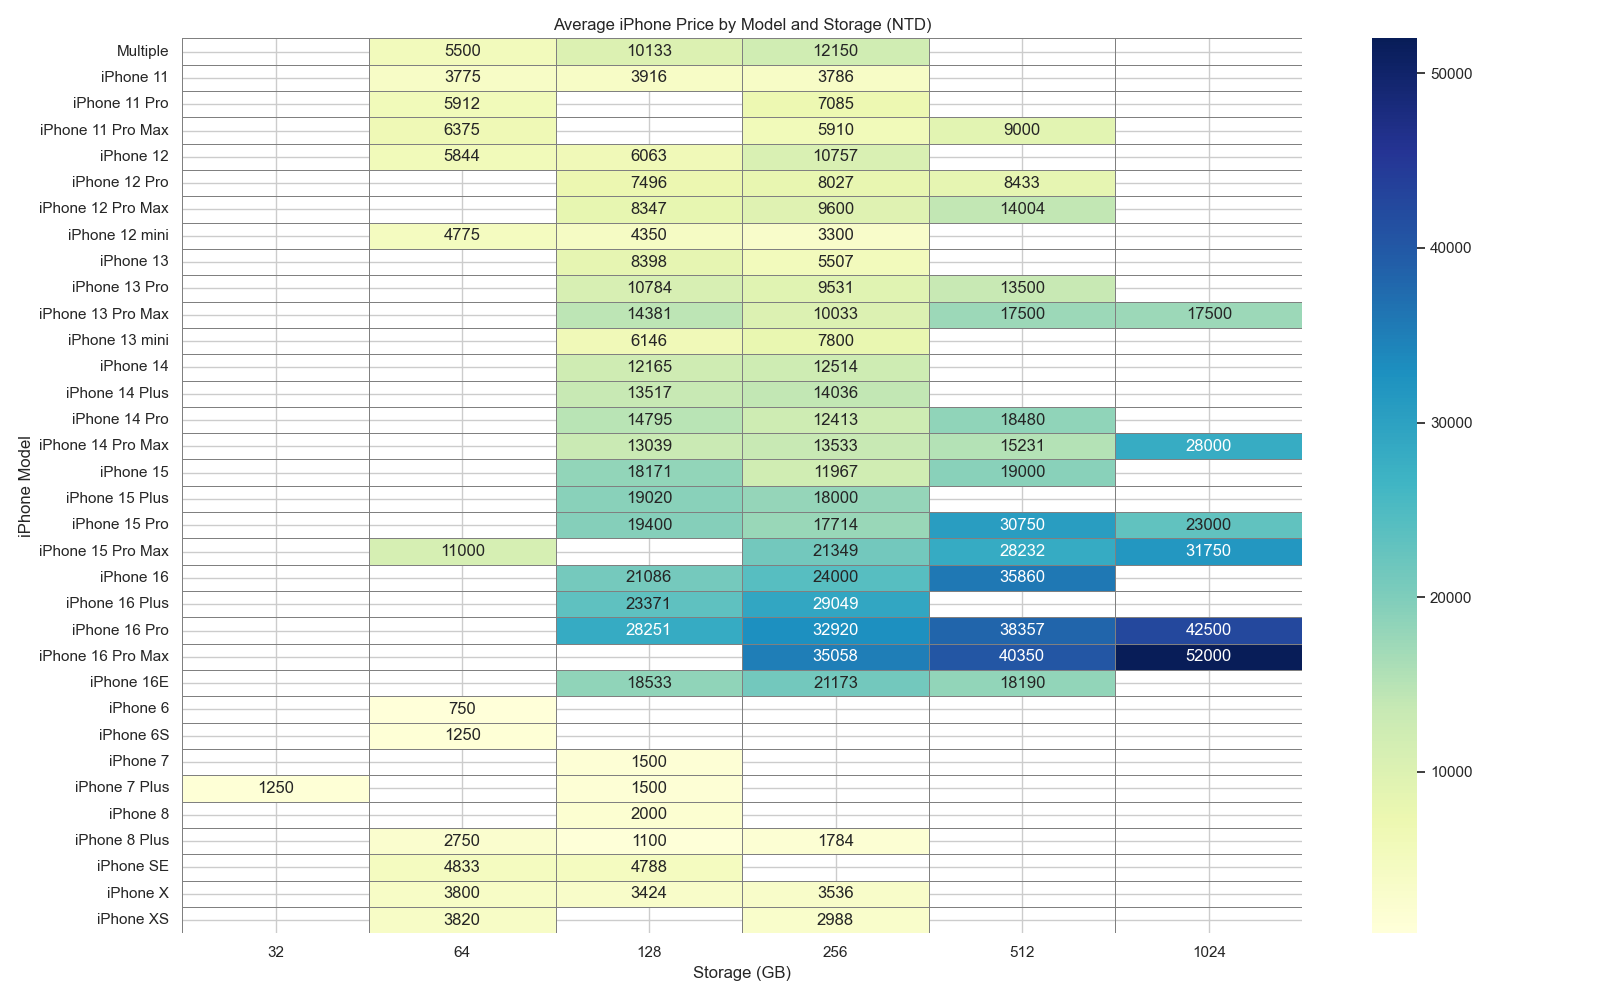 Average iPhone Price by Model and Storage (NTD)
Multiple 5500 10133 12150
iPhone 11 3775 3916 3786
iPhone 11 Pro 5912 7085
iPhone 11 Pro Max 6375 5910 9000
iPhone 12 5844 6063 10757
iPhone 12 Pro 7496 8027 8433
iPhone 12 Pro Max 8347 9600 14004
iPhone 12 mini 4775 4350 3300
iPhone 13 8398 5507
iPhone 13 Pro 10784 9531 13500
iPhone 13 Pro Max 14381 10033 17500 17500
iPhone 13 mini 6146 7800
iPhone 14 12165 12514
iPhone 14 Plus 13517 14036
iPhone 14 Pro 14795 12413 18480
iPhone 14 Pro Max 13039 13533 15231 28000
iPhone 15 18171 11967 19000
iPhone 15 Plus 19020 18000
iPhone 15 Pro 19400 17714 30750 23000
iPhone 15 Pro Max 11000 21349 28232 31750
iPhone 16 21086 24000 35860
iPhone 16 Plus 23371 29049
iPhone 16 Pro 28251 32920 38357 42500
iPhone 16 Pro Max 35058 40350 52000
iPhone 16E 18533 21173 18190
iPhone 6 750
iPhone 6S 1250
iPhone 7 1500
iPhone 7 Plus 1250 1500
iPhone 8 2000
iPhone 8 Plus 2750 1100 1784
iPhone SE 4833 4788
iPhone X 3800 3424 3536
iPhone XS 3820 2988
32 64 128 256 512 1024
Storage (GB)
iPhone Model
50000
40000
30000
20000
10000